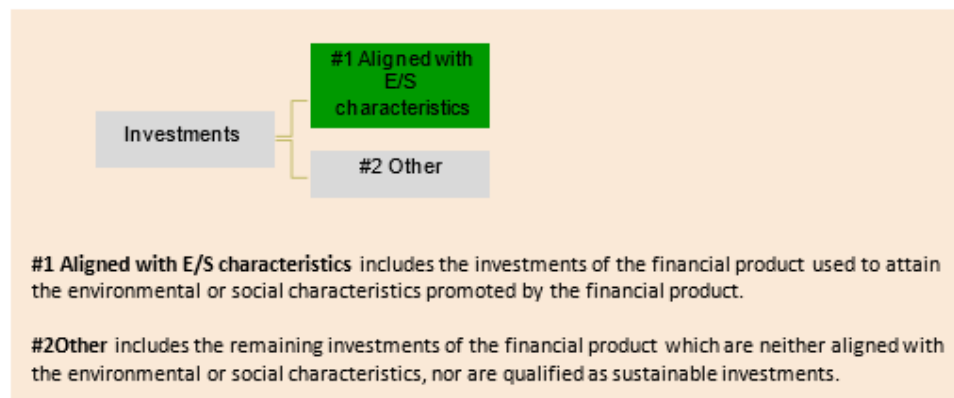 #1 Aligned with
E/S
characteristics
Investments
#2 Other
#1 Aligned with E/S characteristics includes the investments of the financial product used to attain
the environmental or social characteristics promoted by the financial product.
#2Other includes the remaining investments of the financial product which are neither aligned with
the environmental or social characteristics, nor are qualified as sustainable investments.